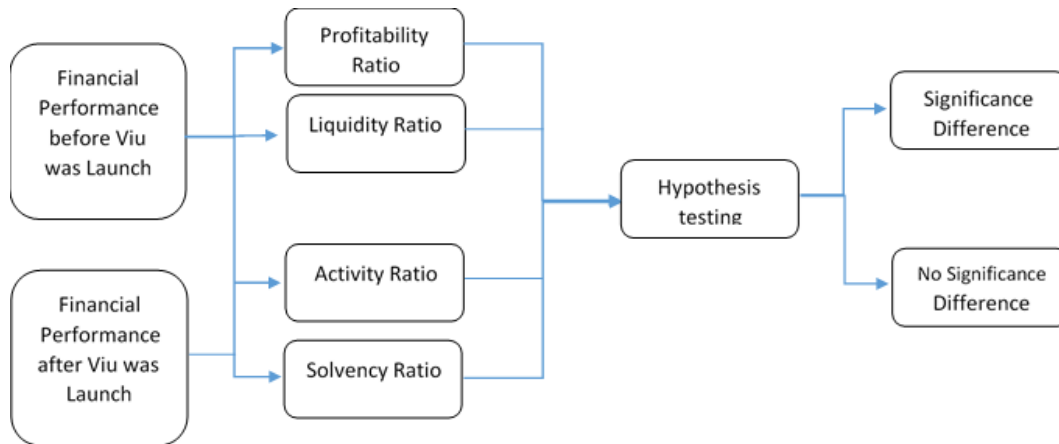 Financial
Performance
before Viu
was Launch
Financial
Performance
after Viu was
Launch
Profitability
Ratio
Liquidity Ratio
Activity Ratio
Solvency Ratio
Hypothesis
testing
Significance
Difference
No Significance
Difference